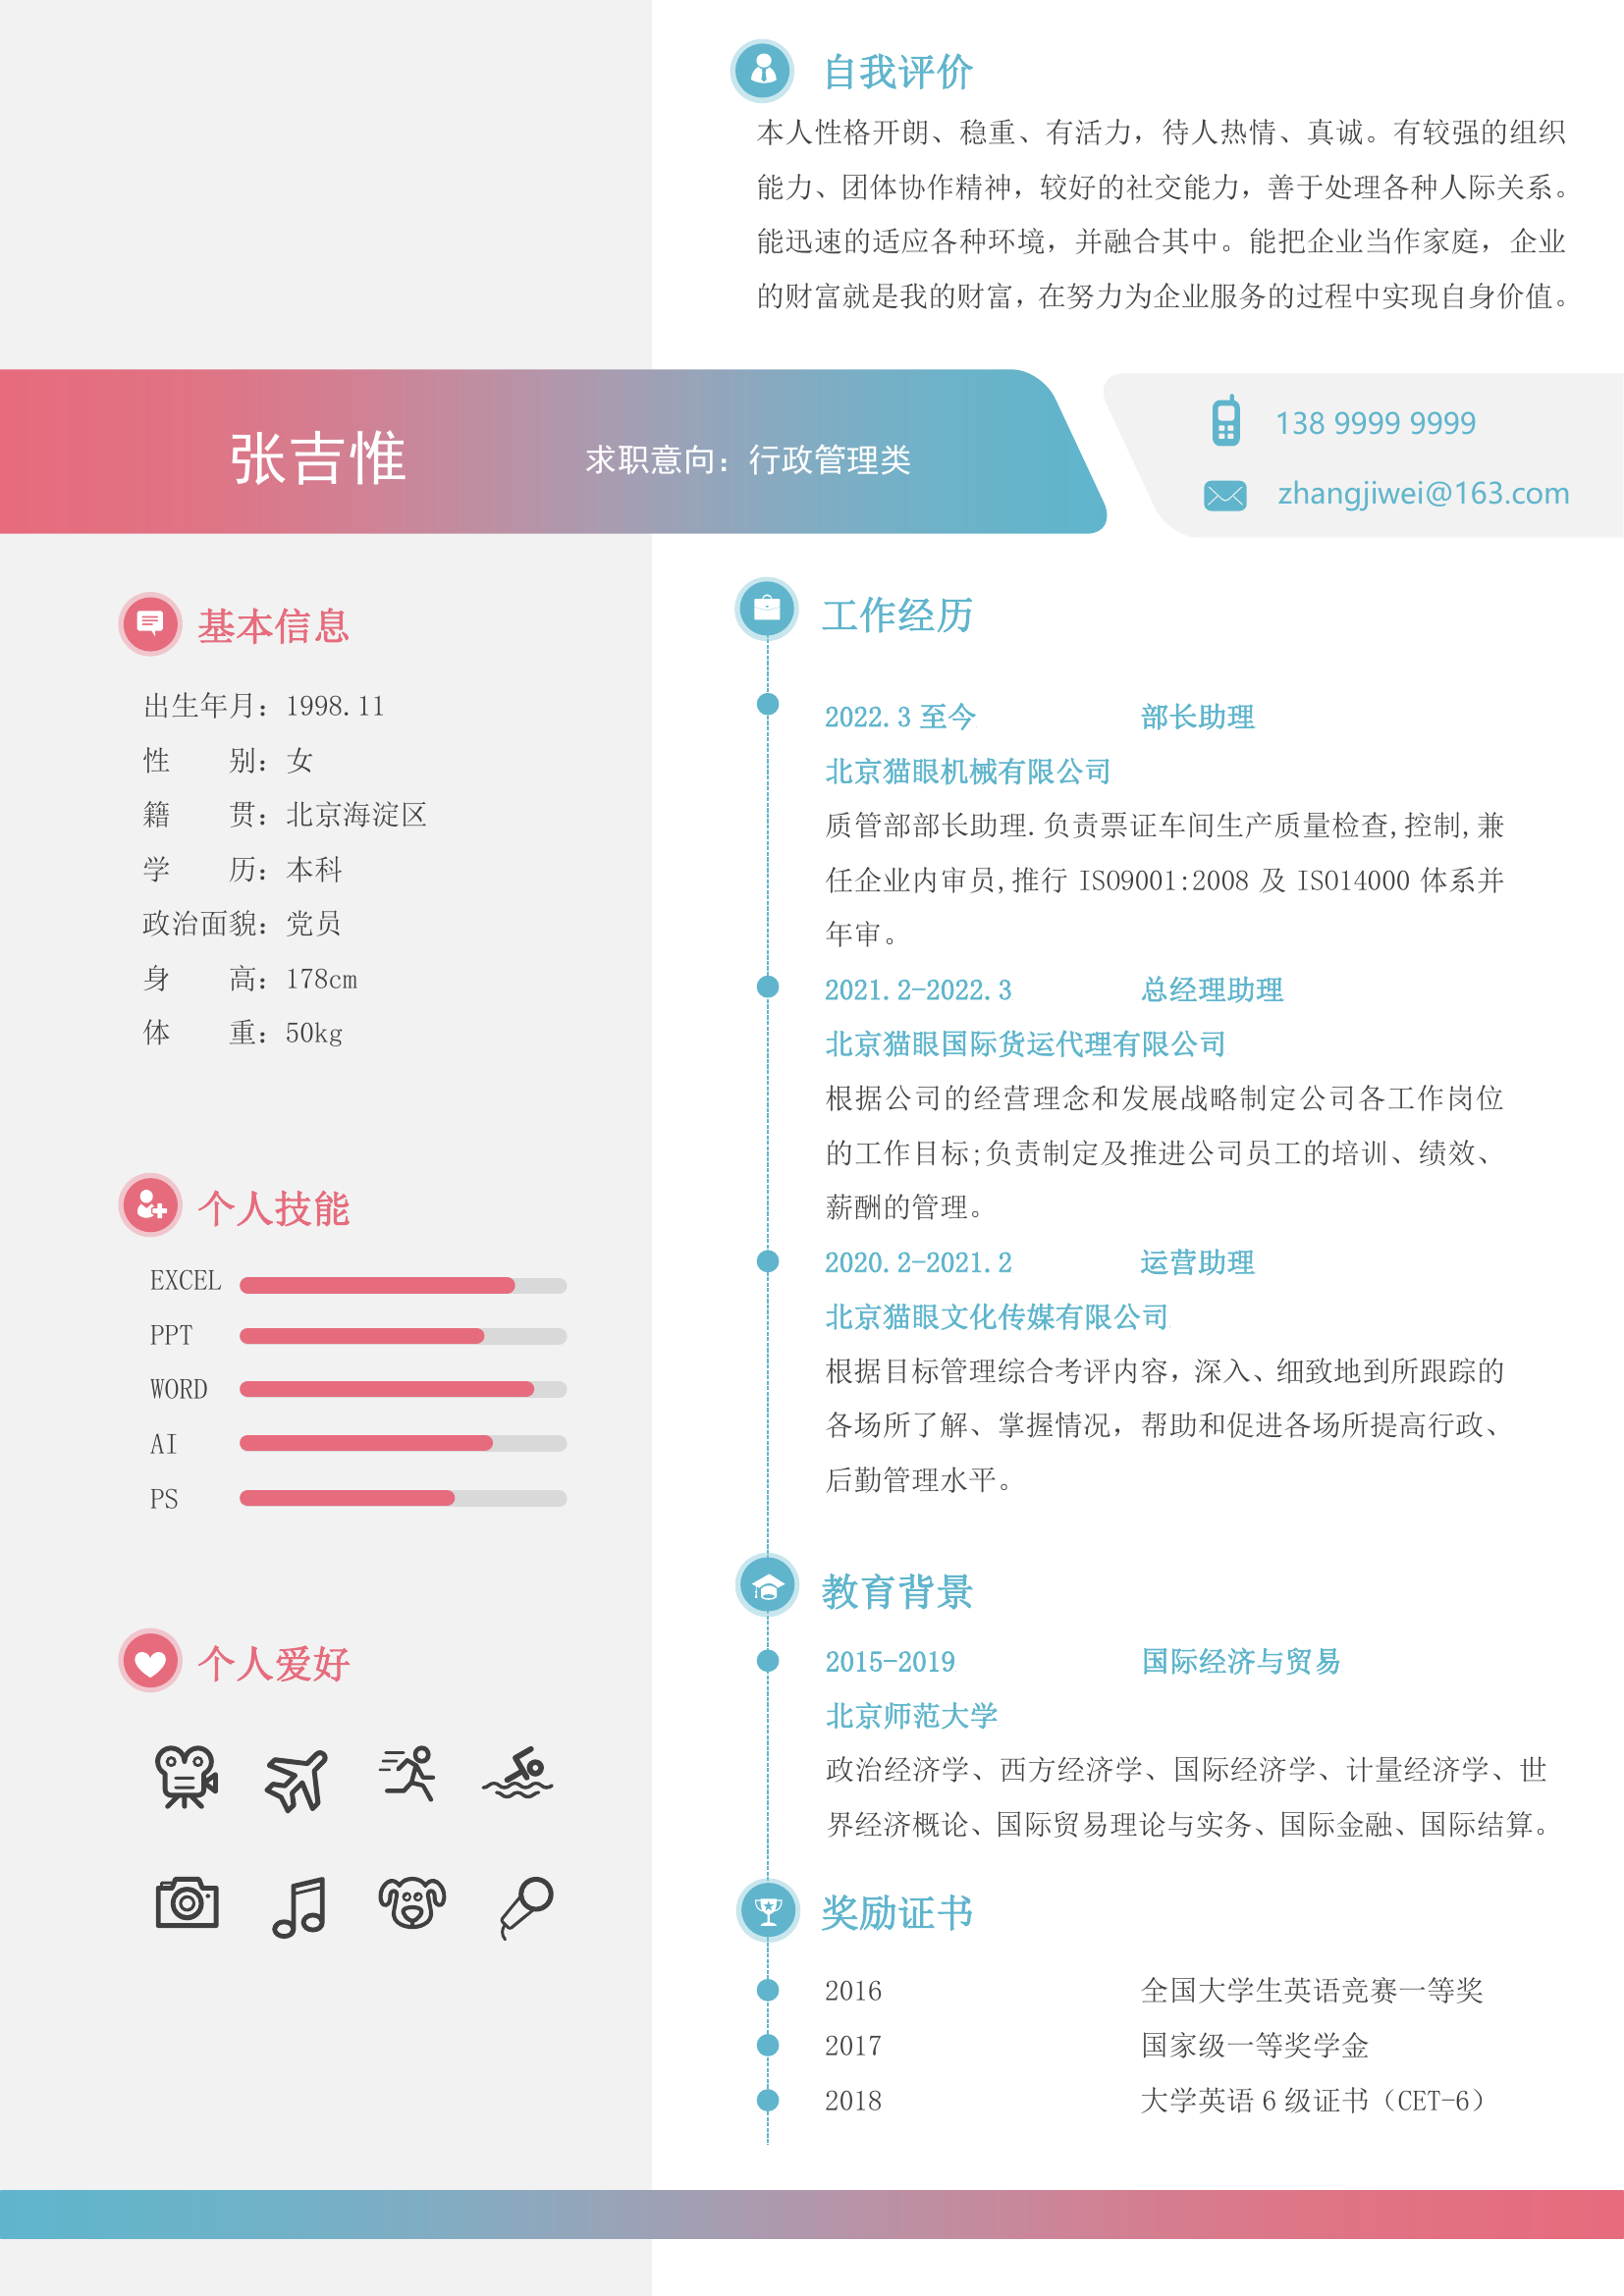 自我评价
本人性格开朗、稳重、有活力，待人热情、真诚。有较强的组织
能力、团体协作精神，较好的社交能力，善于处理各种人际关系。
能迅速的适应各种环境，并融合其中。能把企业当作家庭，企业
的财富就是我的财富，在努力为企业服务的过程中实现自身价值。
张吉惟
求职意向：行政管理类
138 9999 9999
zhangjiwei@163.com
基本信息
出生年月：1998.11
性　　别：女
籍　　贯：北京海淀区
学　　历：本科
政治面貌：党员
身　　高：178cm
体　　重：50kg
个人技能
EXCEL
PPT
WORD
AI
PS
个人爱好
工作经历
2022.3 至今　　部长助理
北京猫眼机械有限公司
质管部部长助理.负责票证车间生产质量检查,控制,兼
任企业内审员,推行 ISO9001:2008 及 ISO14000 体系并
年审。
2021.2-2022.3　　总经理助理
北京猫眼国际货运代理有限公司
根据公司的经营理念和发展战略制定公司各工作岗位
的工作目标;负责制定及推进公司员工的培训、绩效、
薪酬的管理。
2020.2-2021.2　　运营助理
北京猫眼文化传媒有限公司
根据目标管理综合考评内容，深入、细致地到所跟踪的
各场所了解、掌握情况，帮助和促进各场所提高行政、
后勤管理水平。
教育背景
2015-2019　　国际经济与贸易
北京师范大学
政治经济学、西方经济学、国际经济学、计量经济学、世
界经济概论、国际贸易理论与实务、国际金融、国际结算。
奖励证书
2016　　全国大学生英语竞赛一等奖
2017　　国家级一等奖学金
2018　　大学英语 6 级证书（CET-6）